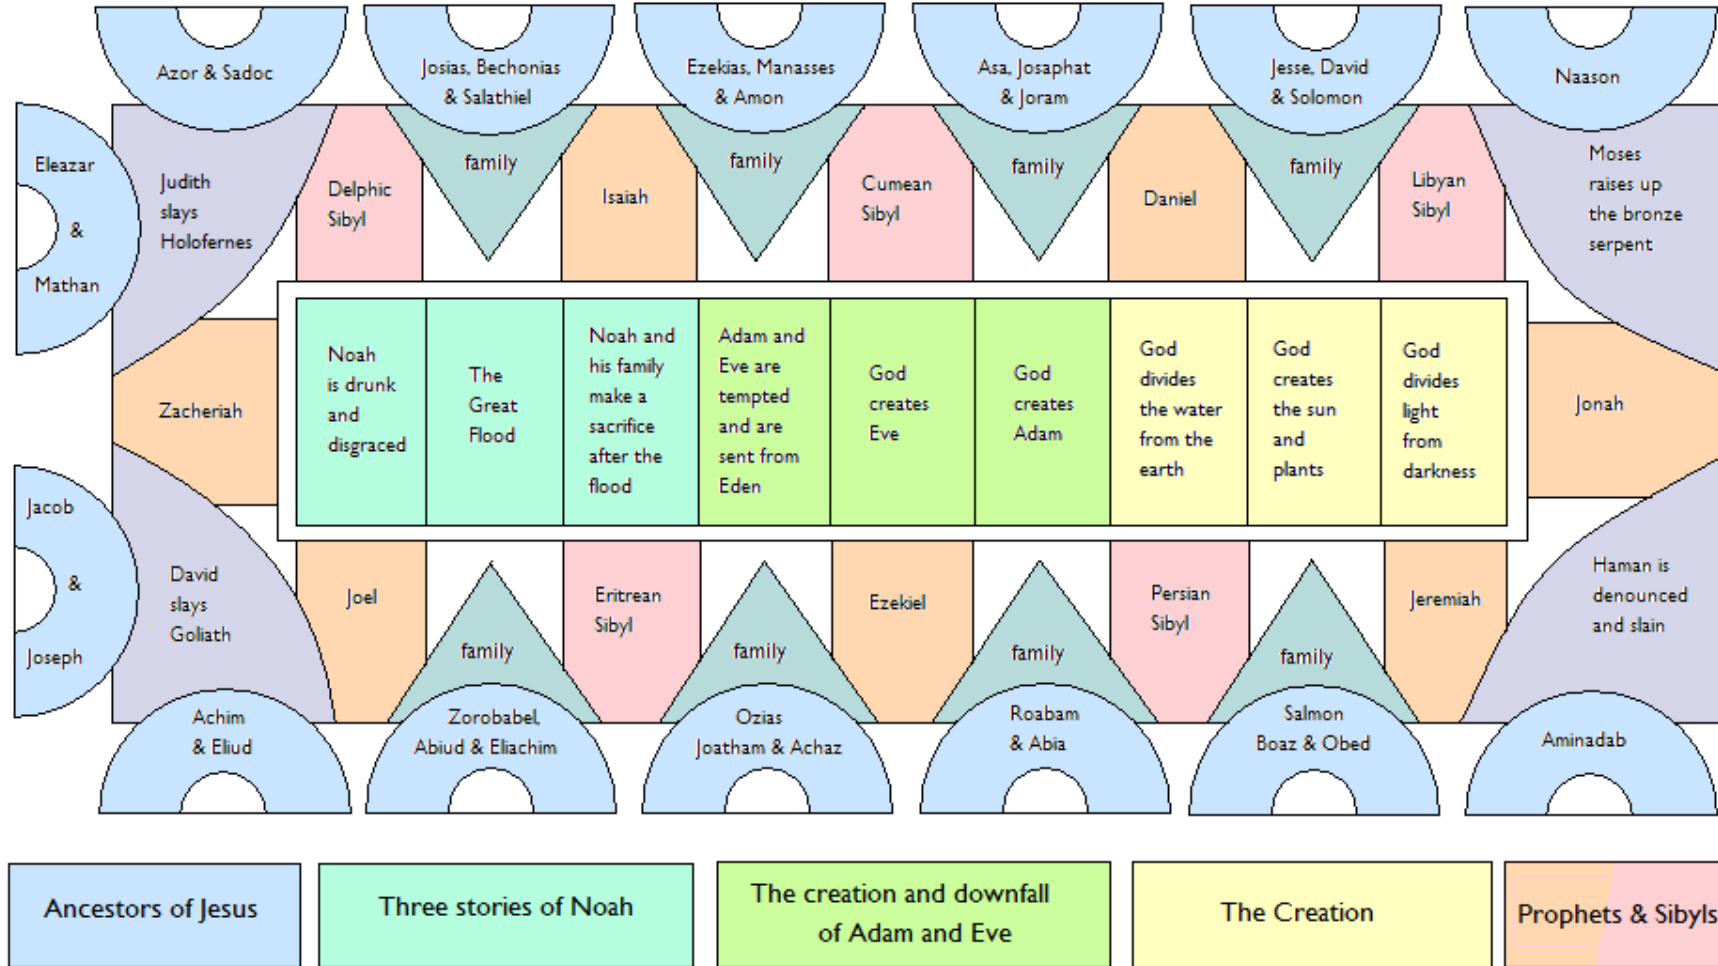 Azor & Sadoc
Josias, Bechonias
& Salathiel
Ezekias, Manasses
& Amon
Asa, Josaphat
& Joram
Jesse, David
& Solomon
Naason
Eleazar
&
Mathan
Judith
slays
Holofernes
Delphic
Sibyl
family
Isaiah
family
Cumean
Sibyl
family
Daniel
family
Libyan
Sibyl
Moses
raises up
the bronze
serpent
Zacheriah
Noah
is drunk
and
disgraced
The
Great
Flood
Noah and
his family
make a
sacrifice
after the
flood
Adam and
Eve are
tempted
and are
sent from
Eden
God
creates
Eve
God
creates
Adam
God
divides
the water
from the
earth
God
creates
the sun
and
plants
God
divides
light
from
darkness
Jonah
Jacob
&
Joseph
David
slays
Goliath
Joel
family
Eritrean
Sibyl
family
Ezekiel
family
Persian
Sibyl
family
Jeremiah
Haman is
denounced
and slain
Achim
& Eliud
Zorobabel,
Abiud & Eliachim
Ozias
Joatham & Achaz
Roabam
& Abia
Salmon
Boaz & Obed
Aminadab
Ancestors of Jesus
Three stories of Noah
The creation and downfall
of Adam and Eve
The Creation
Prophets & Sibyls